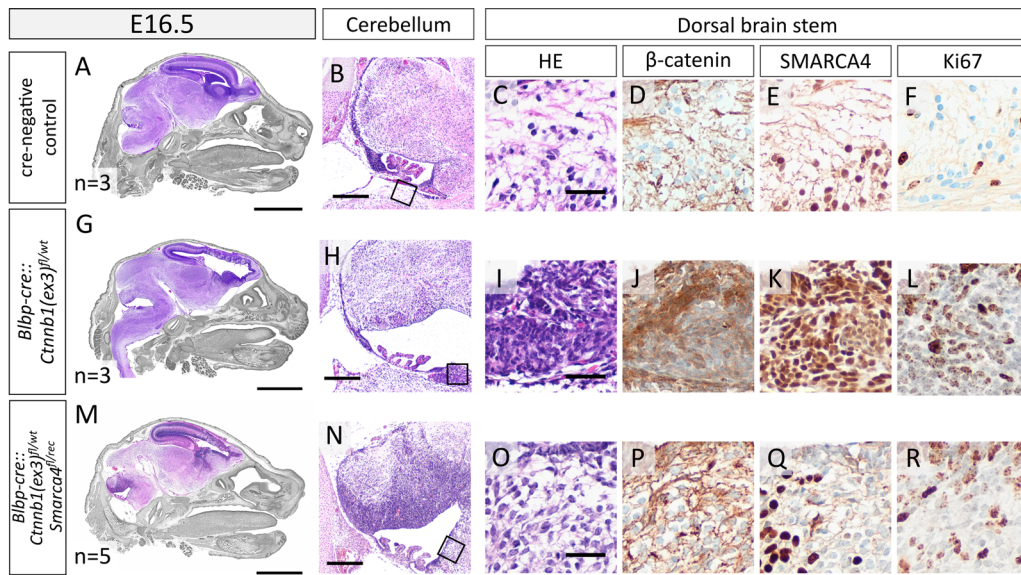 E16.5
Cerebellum
Dorsal brain stem
HE
β-catenin
SMARCA4
Ki67
cre-negative
control
A
n=3
B
C
D
E
F
Blbp-cre::
Ctnnb1(ex3)fl/wt
G
n=3
H
I
J
K
L
Blbp-cre::
Ctnnb1(ex3)fl/wt
Smarca4fl/rec
M
n=5
N
O
P
Q
R